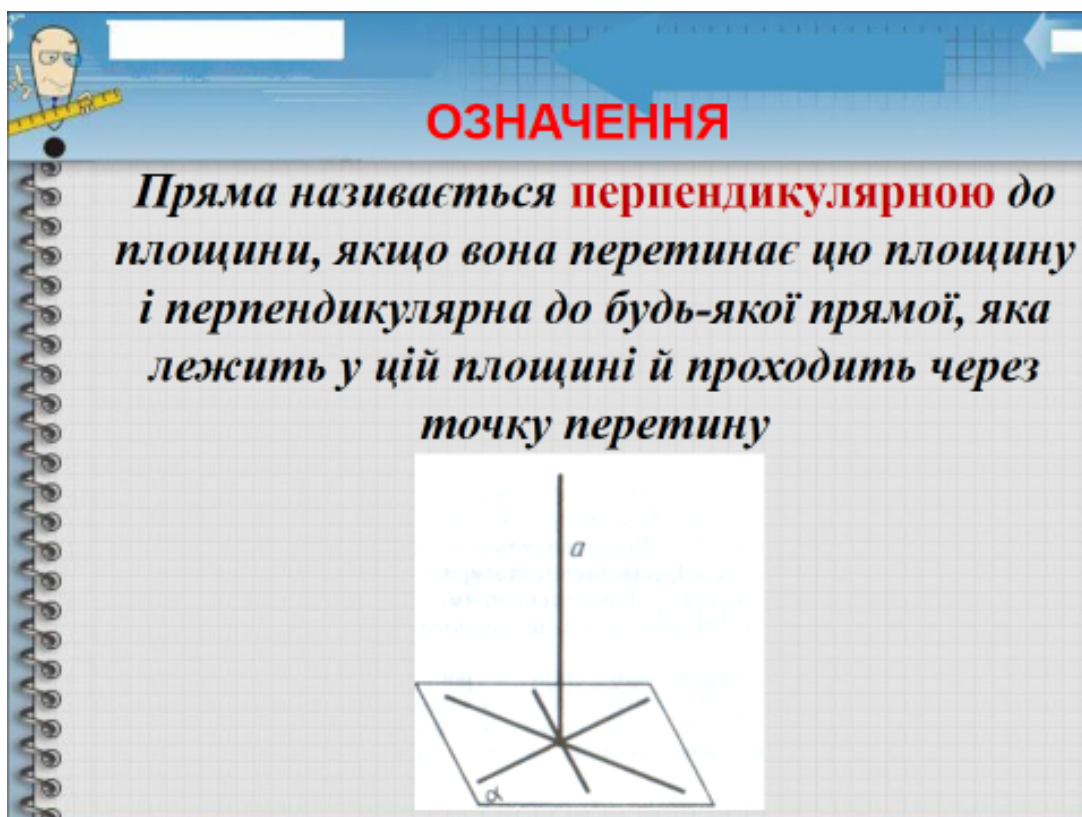 ОЗНАЧЕННЯ
Пряма називається перпендикулярною до
площини, якщо вона перетинає цю площину
і перпендикулярна до будь-якої прямої, яка
лежить у цій площині й проходить через
точку перетину
a
α